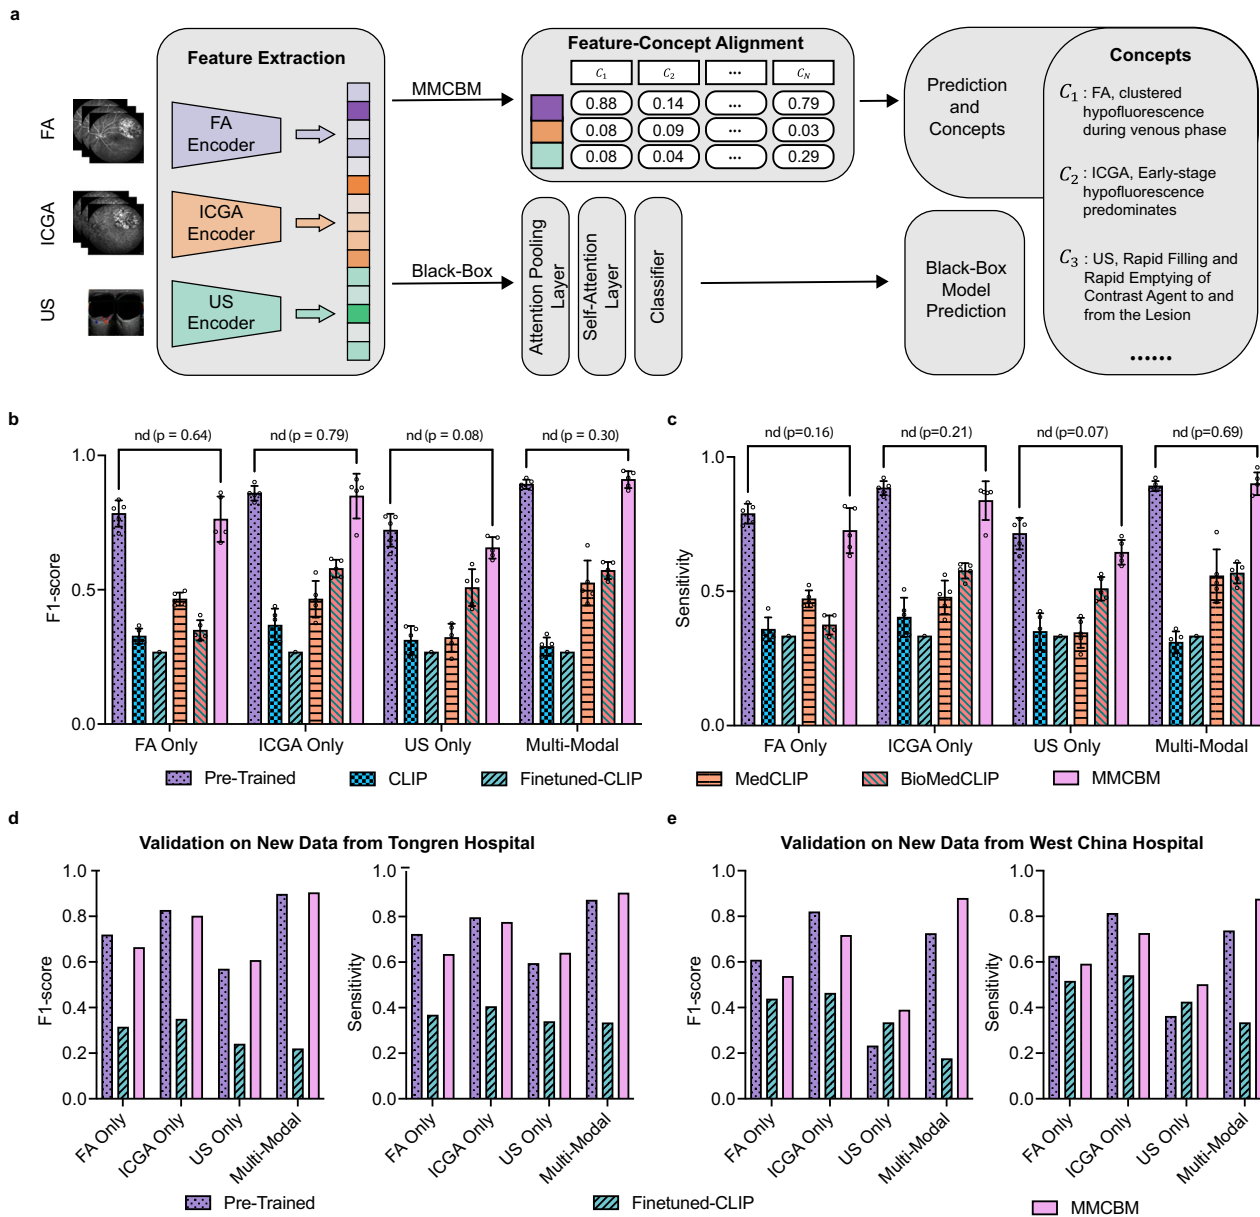 a
Feature Extraction
FA
FA
Encoder
ICGA
ICGA
Encoder
US
US
Encoder
MMCBM
Black-Box
Feature-Concept Alignment
C1 C2 ... CN
0.88 0.14 ... 0.79
0.08 0.09 ... 0.03
0.08 0.04 ... 0.29
Attention Pooling
Layer
Self-Attention
Layer
Classifier
Prediction
and
Concepts
Black-Box
Model
Prediction
Concepts
C1 : FA, clustered
hypofluorescence
during venous phase
C2 : ICGA, Early-stage
hypofluorescence
predominates
C3 : US, Rapid Filling and
Rapid Emptying of
Contrast Agent to and
from the Lesion
......
b
nd (p = 0.64) nd (p = 0.79) nd (p = 0.08) nd (p = 0.30)
F1-score
1.0
0.5
0.0
FA Only ICGA Only US Only Multi-Modal
c
nd (p=0.16) nd (p=0.21) nd (p=0.07) nd (p=0.69)
Sensitivity
1.0
0.5
0.0
FA Only ICGA Only US Only Multi-Modal
Pre-Trained CLIP Finetuned-CLIP MedCLIP BioMedCLIP MMCBM
d
Validation on New Data from Tongren Hospital
F1-score
1.0
0.8
0.6
0.4
0.2
0.0
FA Only ICGA Only US Only Multi-Modal
Sensitivity
1.0
0.8
0.6
0.4
0.2
0.0
FA Only ICGA Only US Only Multi-Modal
e
Validation on New Data from West China Hospital
F1-score
1.0
0.8
0.6
0.4
0.2
0.0
FA Only ICGA Only US Only Multi-Modal
Sensitivity
1.0
0.8
0.6
0.4
0.2
0.0
FA Only ICGA Only US Only Multi-Modal
Pre-Trained Finetuned-CLIP MMCBM